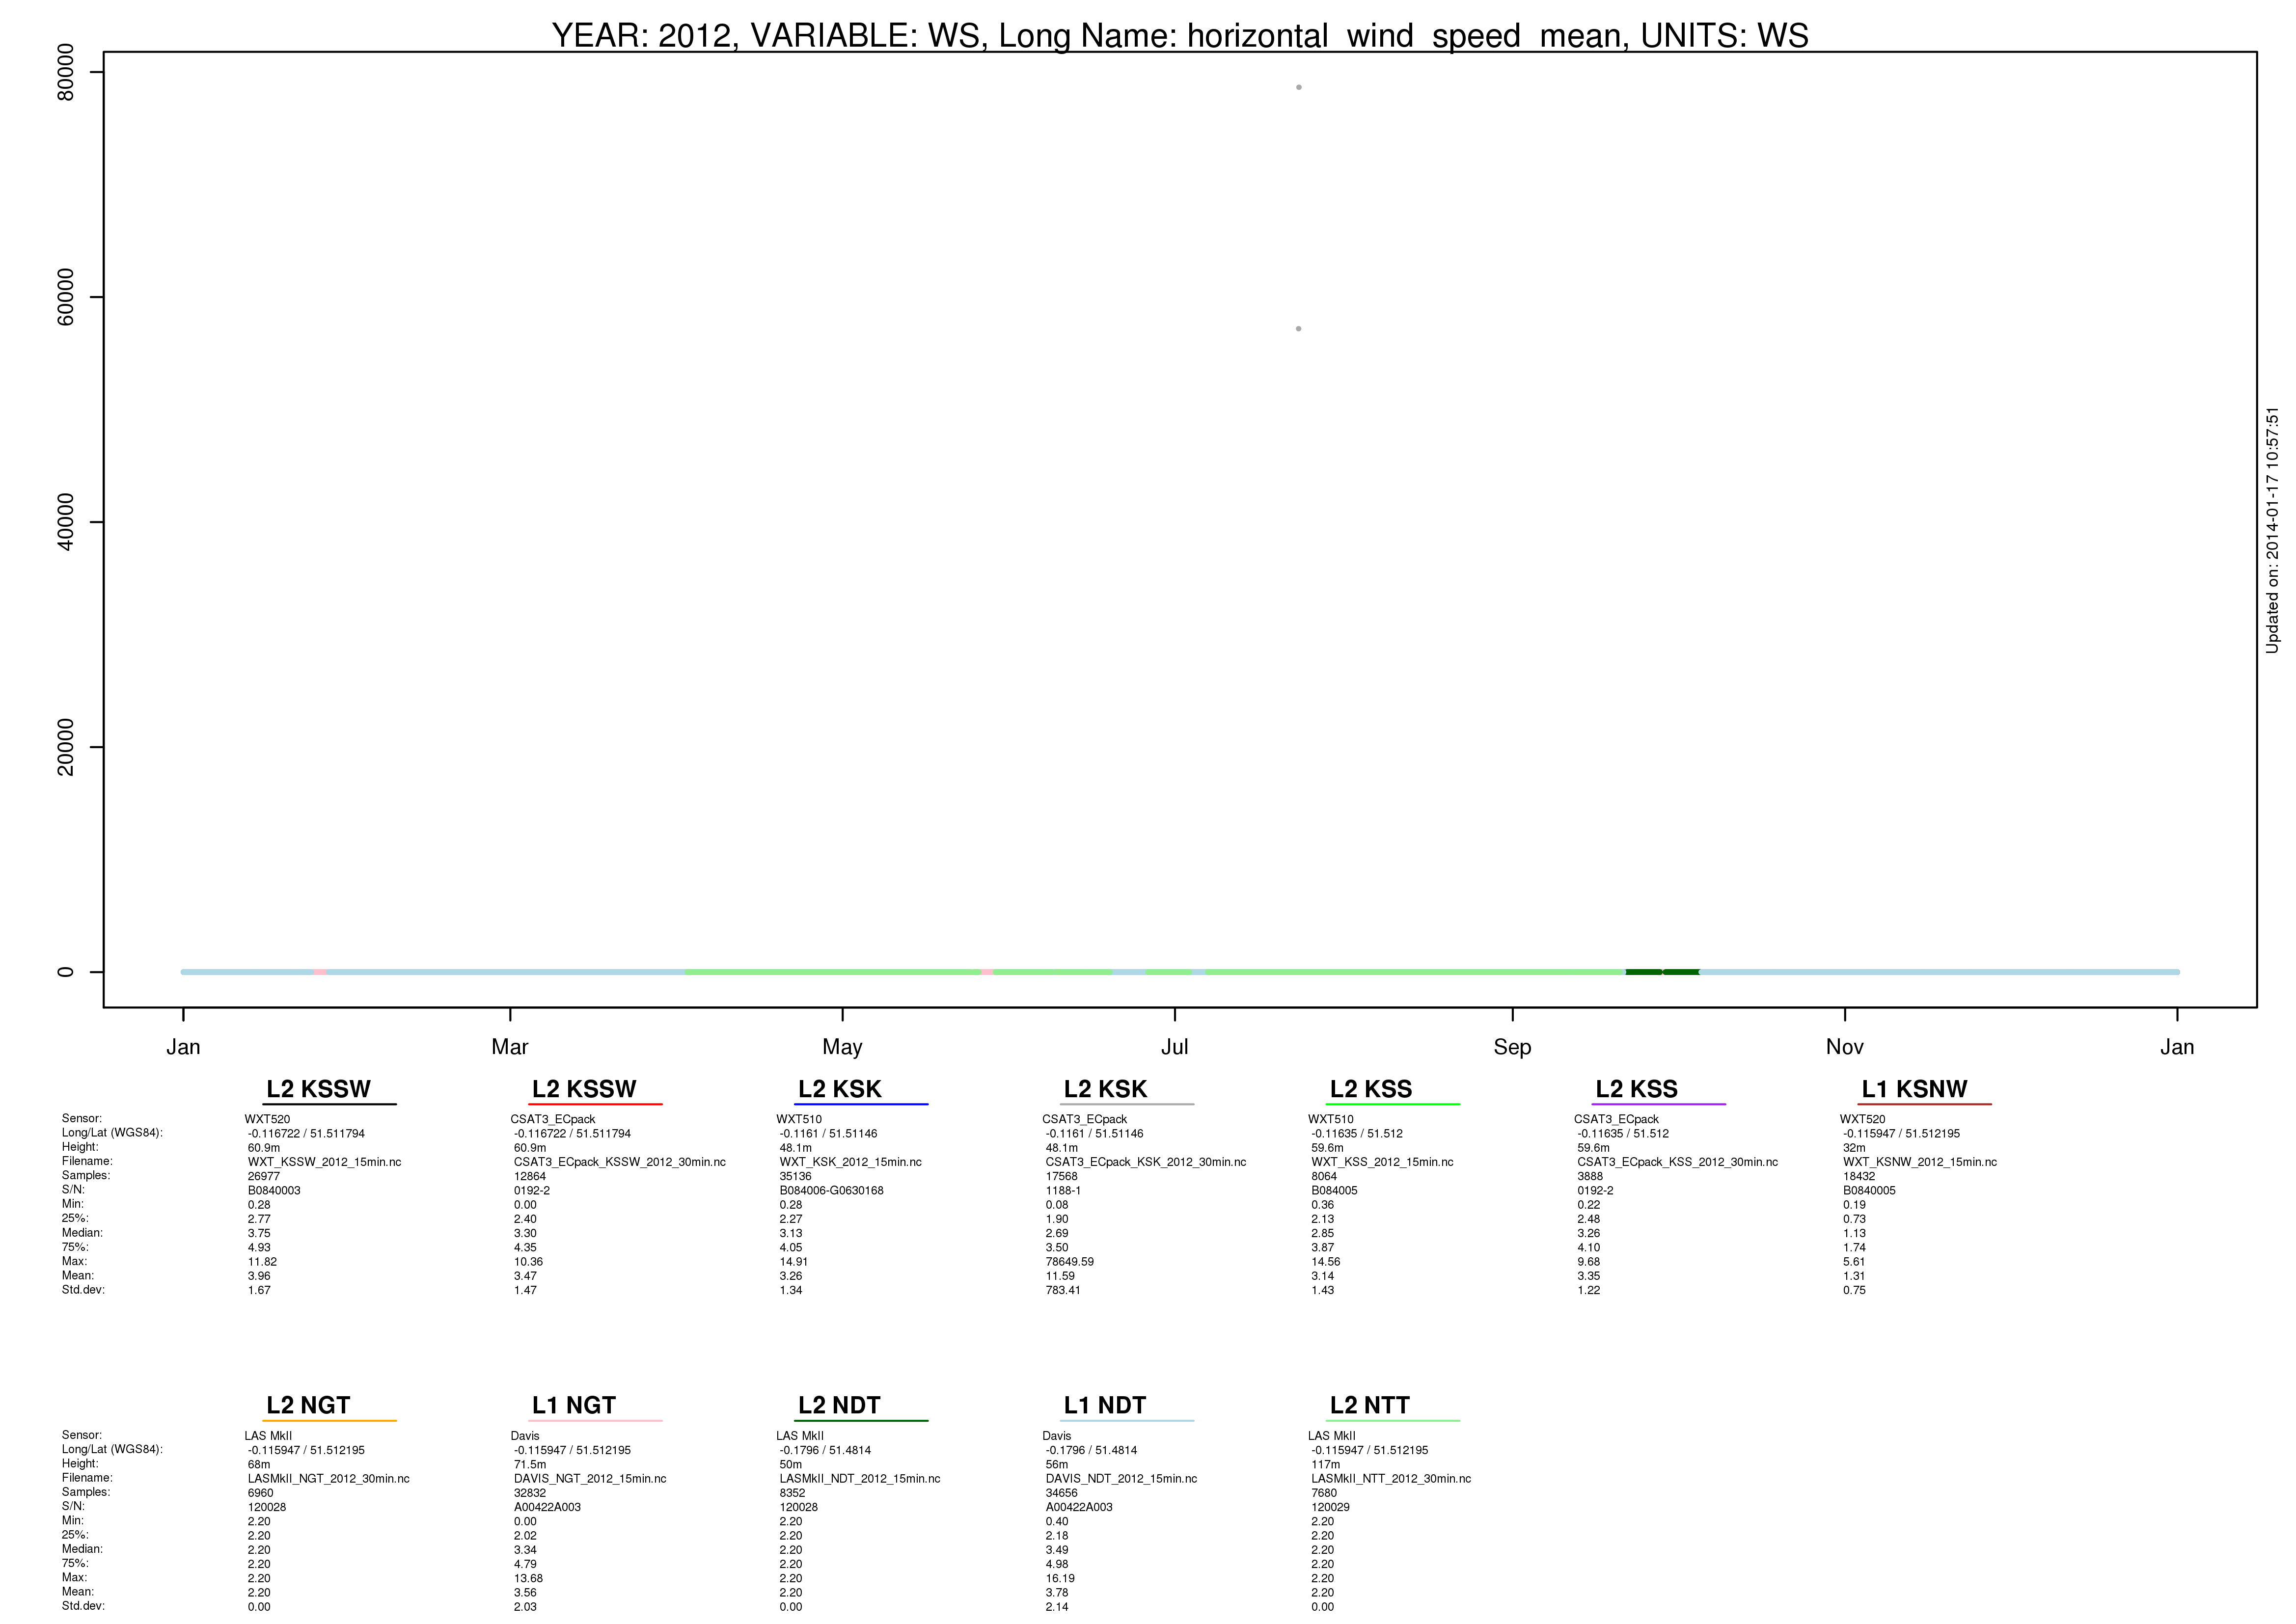 YEAR: 2012, VARIABLE: WS, Long Name: horizontal wind speed mean, UNITS: WS
80000
60000
40000
20000
0
Jan Mar May Jul Sep Nov Jan
Updated on: 2014-01-17 10:57:51
L2 KSSW L2 KSSW L2 KSK L2 KSK L2 KSS L2 KSS L1 KSNW
Sensor: WXT520 CSAT3_ECpack WXT510 CSAT3_ECpack WXT510 CSAT3_ECpack WXT520
Long/Lat (WGS84): -0.116722 / 51.511794 -0.116722 / 51.511794 -0.1161 / 51.51146 -0.1161 / 51.51146 -0.11635 / 51.512 -0.11635 / 51.512 -0.115947 / 51.512195
Height: 60.9m 60.9m 48.1m 48.1m 59.6m 59.6m 32m
Filename: WXT_KSSW_2012_15min.nc CSAT3_ECpack_KSSW_2012_30min.nc WXT_KSK_2012_15min.nc CSAT3_ECpack_KSK_2012_30min.nc WXT_KSS_2012_15min.nc CSAT3_ECpack_KSS_2012_30min.nc WXT_KSNW_2012_15min.nc
Samples: 26977 12864 35136 17568 8064 3888 18432
S/N: B0840003 0192-2 B084006-G0630168 1188-1 B084005 0192-2 B0840005
Min: 0.28 0.00 0.28 0.08 0.36 0.22 0.19
25%: 2.77 2.40 2.27 1.90 2.13 2.48 0.73
Median: 3.75 3.30 3.13 2.69 2.85 3.26 1.13
75%: 4.93 4.35 4.05 3.50 3.87 4.10 1.74
Max: 11.82 10.36 14.91 78649.59 14.56 9.68 5.61
Mean: 3.96 3.47 3.26 11.59 3.14 3.35 1.31
Std.dev: 1.67 1.47 1.34 783.41 1.43 1.22 0.75
L2 NGT L1 NGT L2 NDT L1 NDT L2 NTT
Sensor: LAS MkII Davis LAS MkII Davis LAS MkII
Long/Lat (WGS84): -0.115947 / 51.512195 -0.115947 / 51.512195 -0.1796 / 51.4814 -0.1796 / 51.4814 -0.115947 / 51.512195
Height: 68m 71.5m 50m 56m 117m
Filename: LASMkII_NGT_2012_30min.nc DAVIS_NGT_2012_15min.nc LASMkII_NDT_2012_15min.nc DAVIS_NDT_2012_15min.nc LASMkII_NTT_2012_30min.nc
Samples: 6960 32832 8352 34656 7680
S/N: 120028 A00422A003 120028 A00422A003 120029
Min: 2.20 0.00 2.20 0.40 2.20
25%: 2.20 2.02 2.20 2.18 2.20
Median: 2.20 3.34 2.20 3.49 2.20
75%: 2.20 4.79 2.20 4.98 2.20
Max: 2.20 13.68 2.20 16.19 2.20
Mean: 2.20 3.56 2.20 3.78 2.20
Std.dev: 0.00 2.03 0.00 2.14 0.00